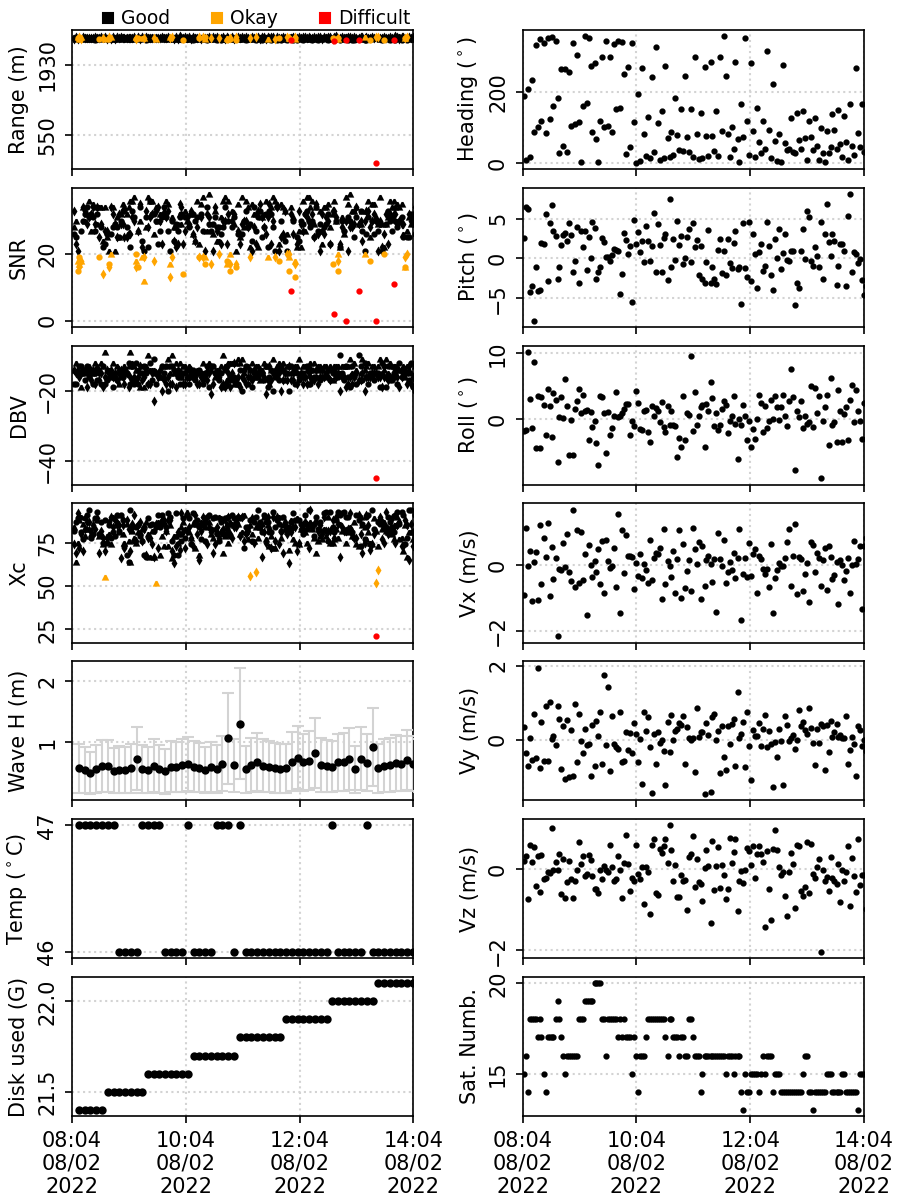 Good Okay Difficult
Range (m)
1930
550
Heading (°)
200
0
SNR
20
0
Pitch (°)
5
0
−5
DBV
−20
−40
Roll (°)
10
0
Xc
75
50
25
Vx (m/s)
0
−2
Wave H (m)
2
1
Vy (m/s)
2
0
Temp (°C)
47
46
Vz (m/s)
0
−2
Disk used (G)
22.0
21.5
Sat. Numb.
20
15
08:04 10:04 12:04 14:04
08/02 08/02 08/02 08/02
2022 2022 2022 2022
08:04 10:04 12:04 14:04
08/02 08/02 08/02 08/02
2022 2022 2022 2022